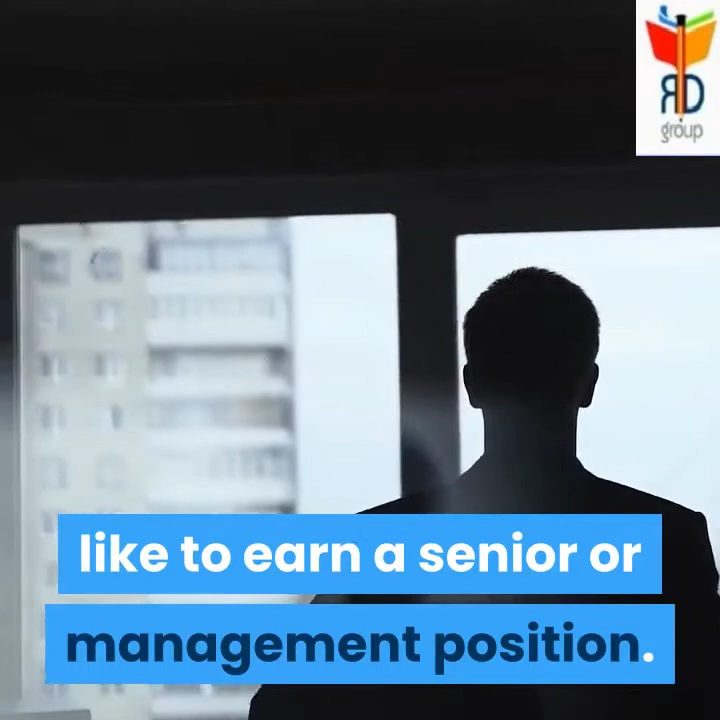 RD
group
like to earn a senior or
management position.